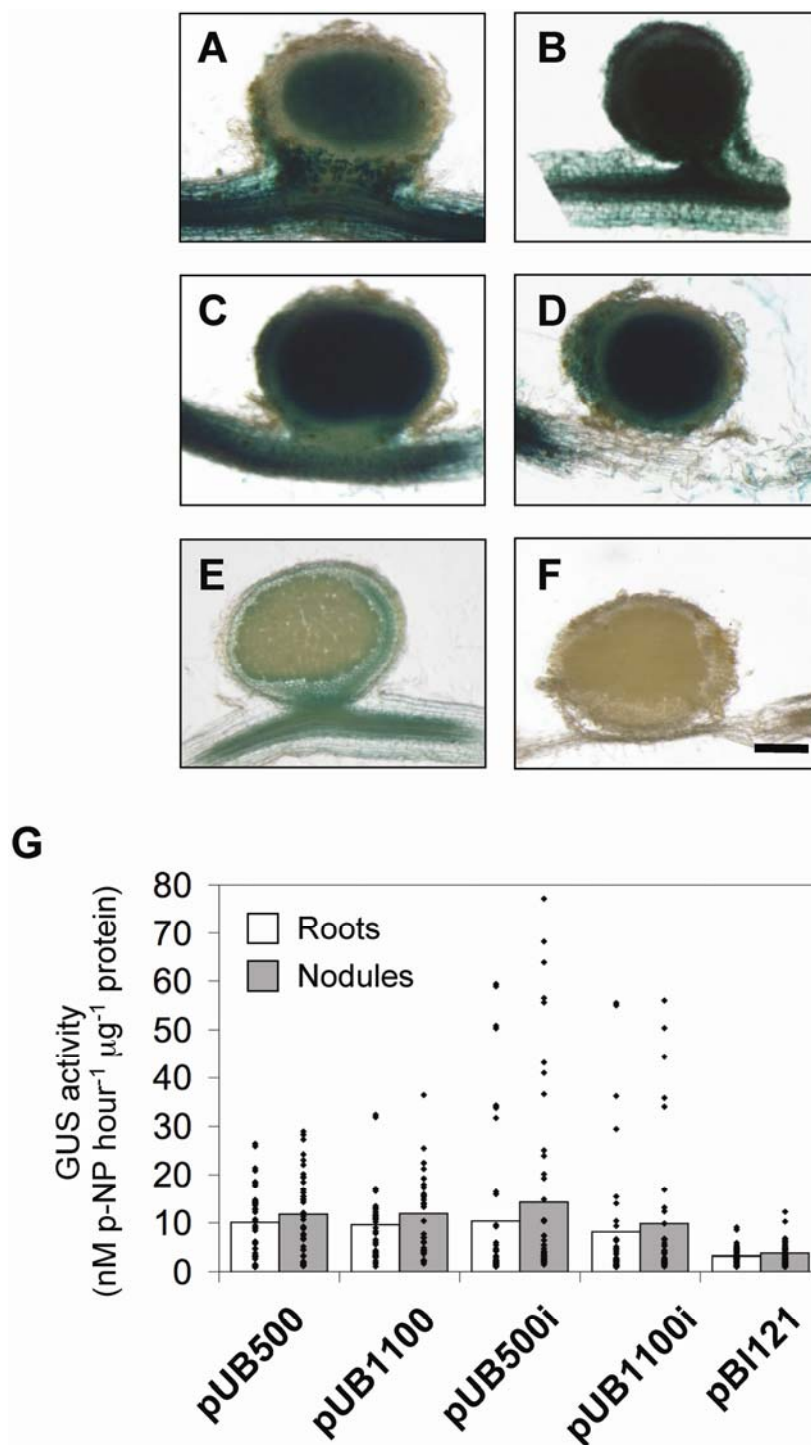 A
B
C
D
E
F
G
GUS activity
(nM p-NP hour⁻¹ µg⁻¹ protein)
80
70
60
50
40
30
20
10
0
Roots
Nodules
pUB500
pUB1100
pUB500i
pUB1100i
pBI121